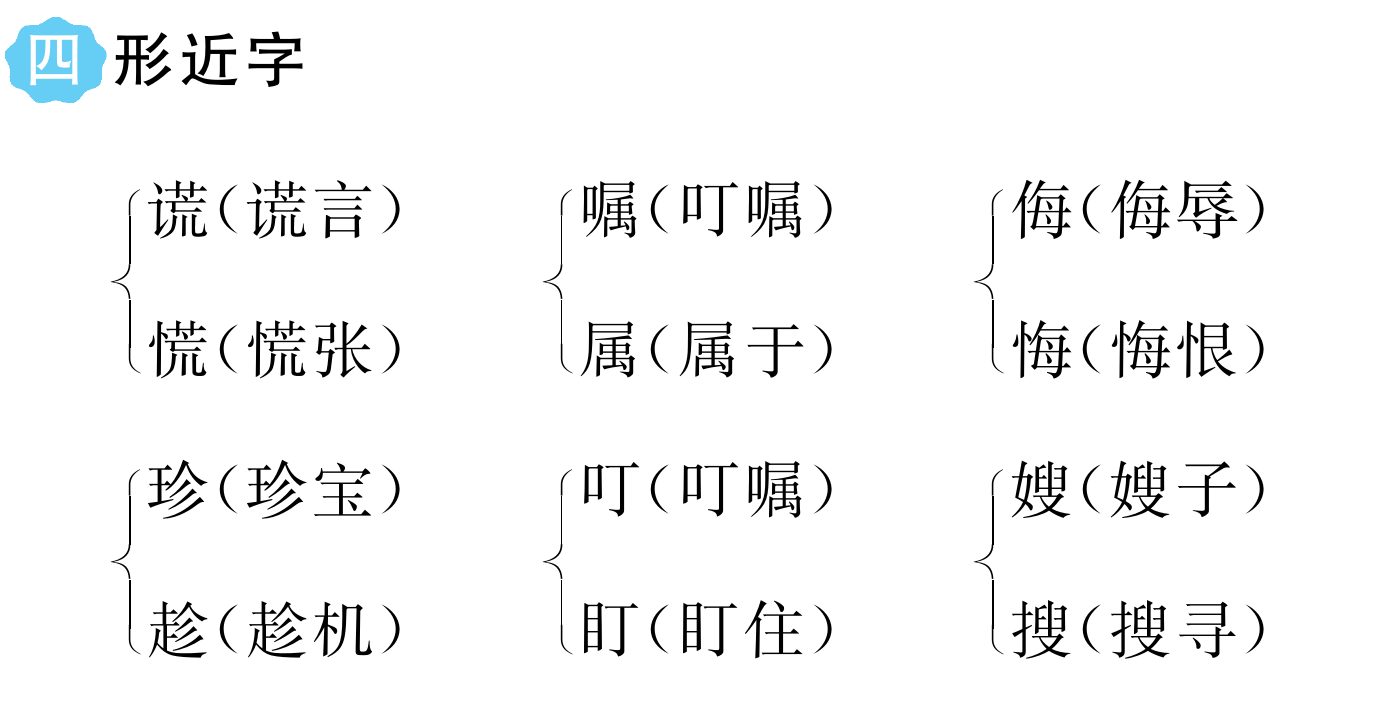 四 形近字
谎(谎言) 嘱(叮嘱) 侮(侮辱)
慌(慌张) 属(属于) 悔(悔恨)
珍(珍宝) 叮(叮嘱) 嫂(嫂子)
趁(趁机) 盯(盯住) 搜(搜寻)